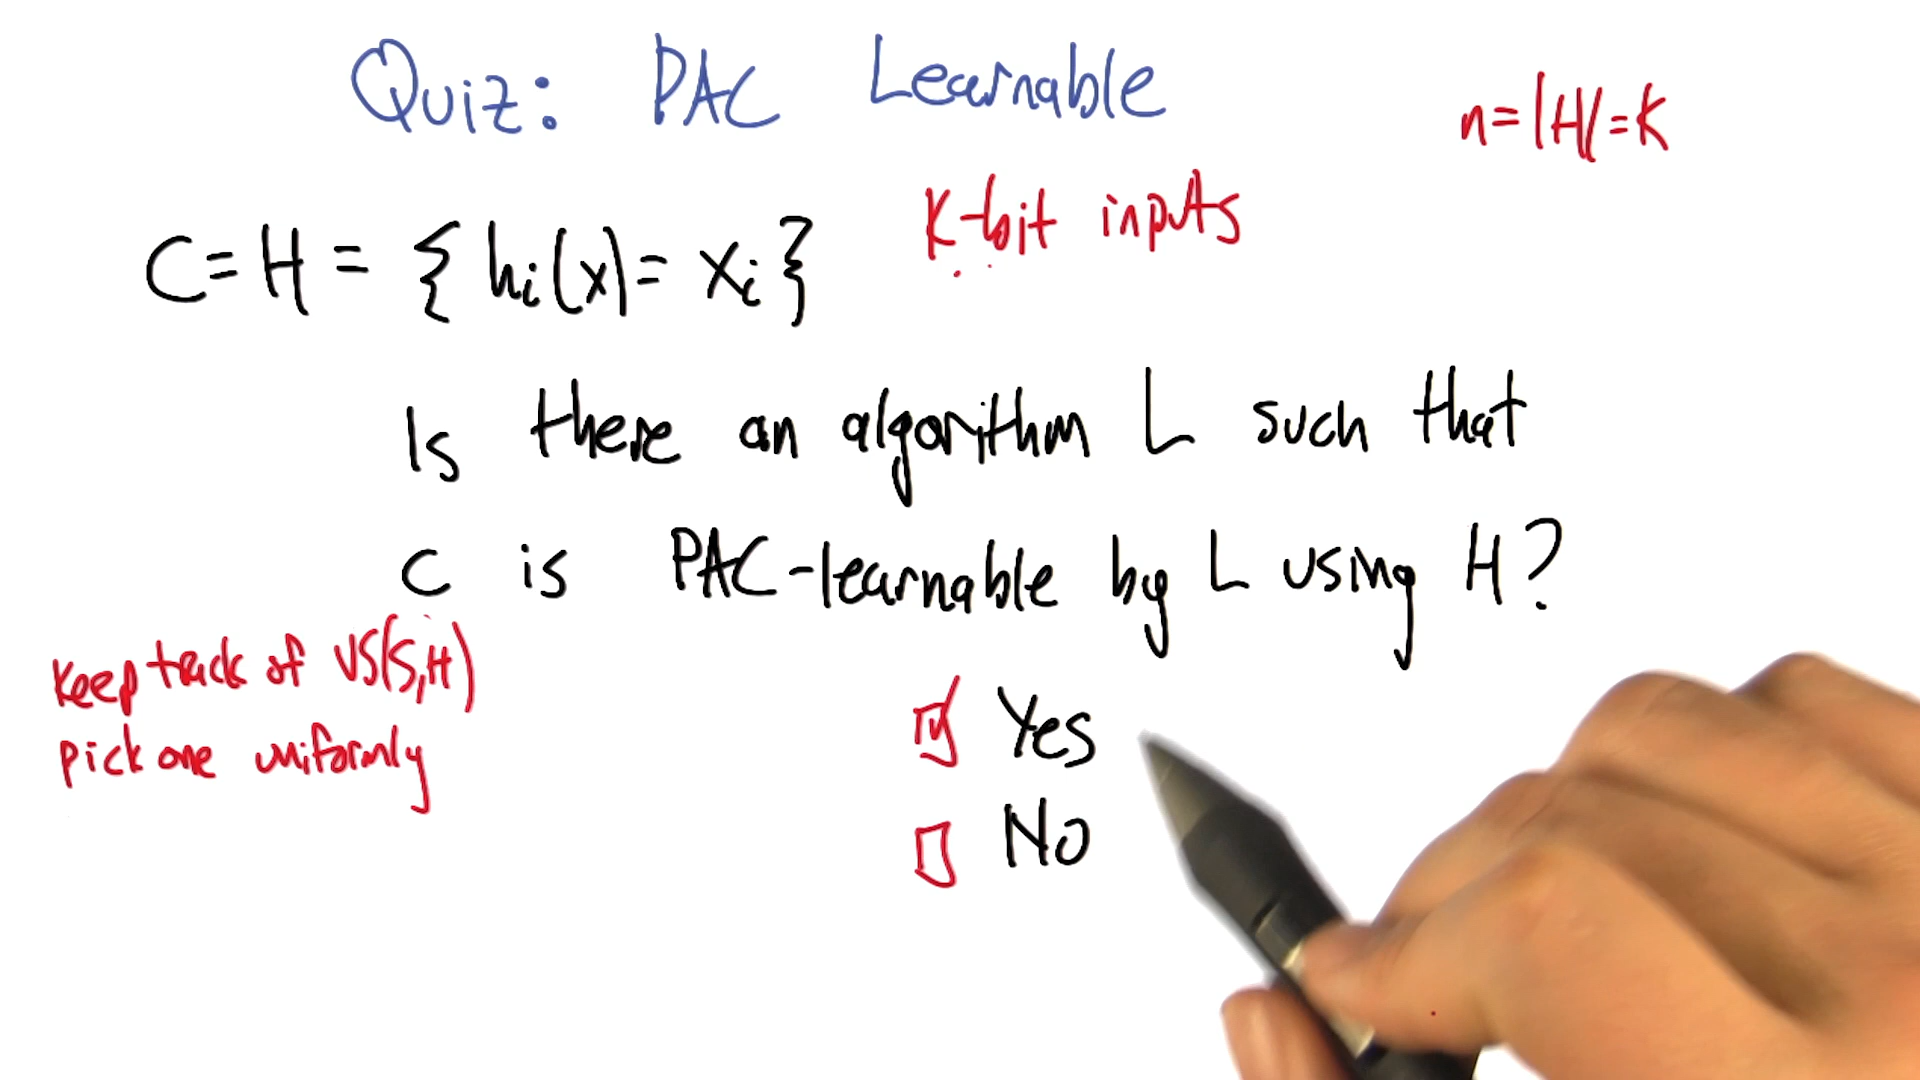 Quiz: PAC Learnable
n=|H|=K
K-bit inputs
C=H = { hi(x)= xi }
Is there an algorithm L such that
C is PAC-learnable by L using H?
keep track of VS(S,H)
pick one uniformly
Yes
No